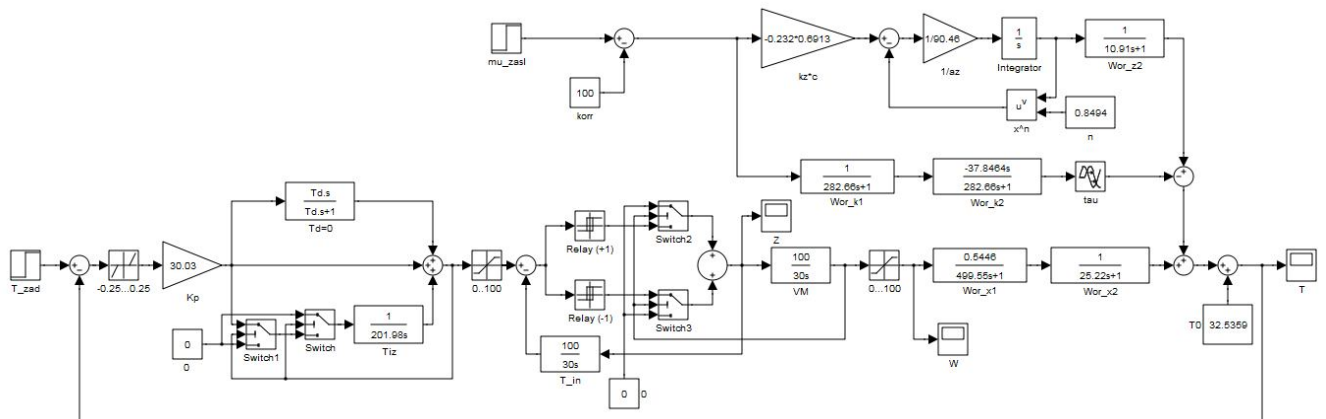 mu_zasl
100
korr
-0.232*0.6913
kz*c
1/90.46
1/az
1
s
Integrator
1
10.91s+1
Wor_z2
u^v
x^n
0.8494
n
1
282.66s+1
Wor_k1
-37.8464s
282.66s+1
Wor_k2
tau
T_zad
-0.25...0.25
30.03
Kp
Td.s
Td.s+1
Td=0
0
0
Switch1
Switch
1
201.98s
Tiz
0..100
Relay (+1)
Relay (-1)
Switch2
Switch3
100
30s
T_in
0
0
Z
100
30s
VM
0...100
W
0.5446
499.55s+1
Wor_x1
1
25.22s+1
Wor_x2
T0
32.5359
T